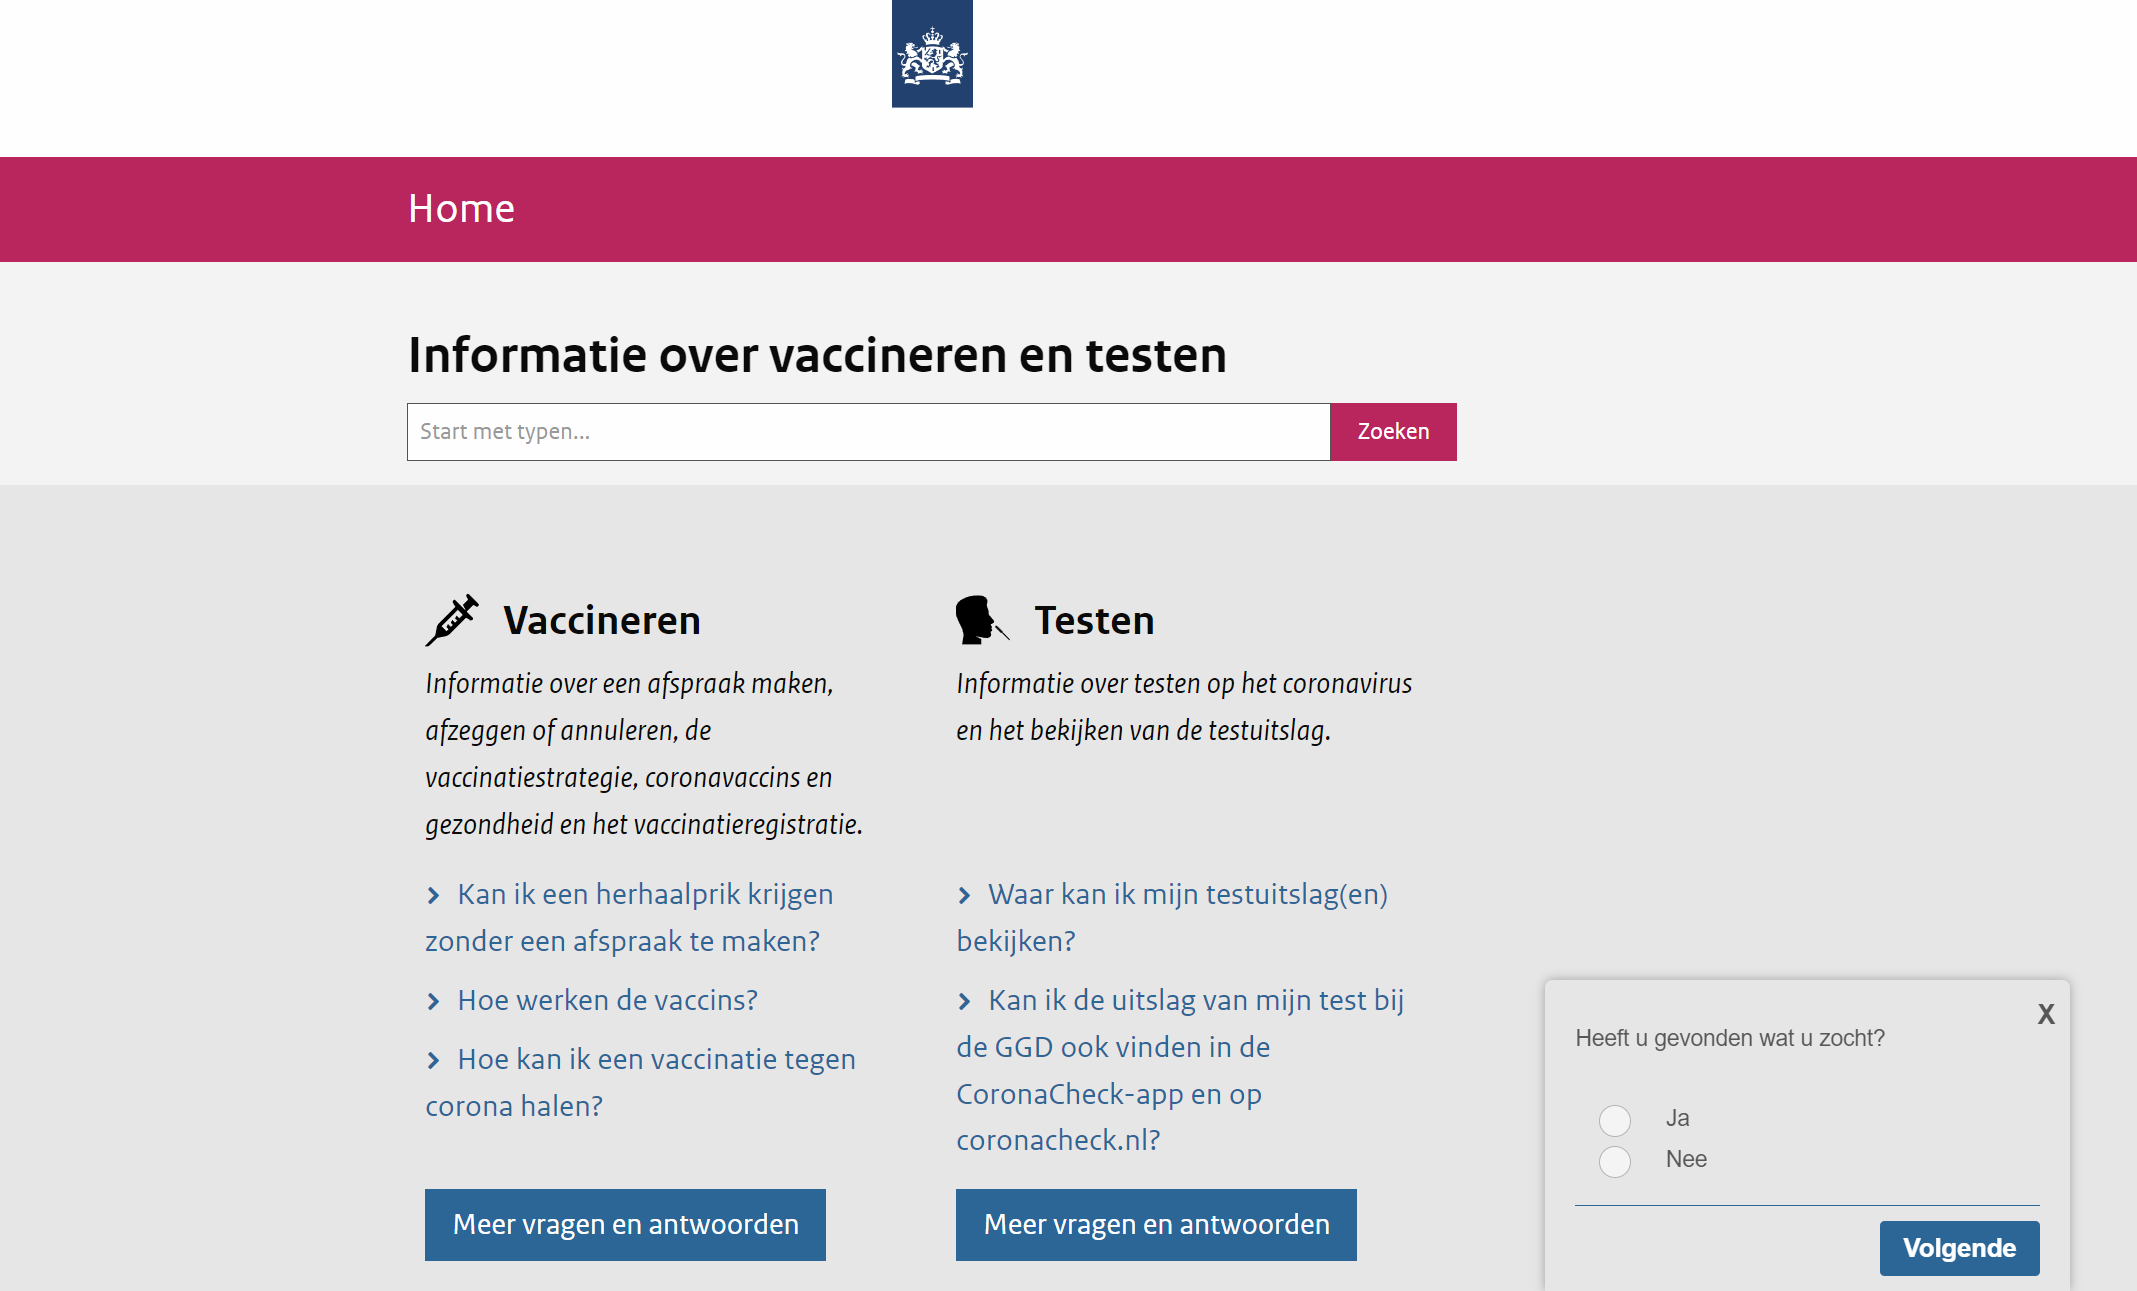 Home
Informatie over vaccineren en testen
Start met typen...
Zoeken
Vaccineren
Informatie over een afspraak maken,
afzeggen of annuleren, de
vaccinatiestrategie, coronavaccins en
gezondheid en het vaccinatieregistratie.
Kan ik een herhaalprik krijgen
zonder een afspraak te maken?
Hoe werken de vaccins?
Hoe kan ik een vaccinatie tegen
corona halen?
Meer vragen en antwoorden
Testen
Informatie over testen op het coronavirus
en het bekijken van de testuitslag.
Waar kan ik mijn testuitslag(en)
bekijken?
Kan ik de uitslag van mijn test bij
de GGD ook vinden in de
CoronaCheck-app en op
coronacheck.nl?
Meer vragen en antwoorden
X
Heeft u gevonden wat u zocht?
Ja
Nee
Volgende